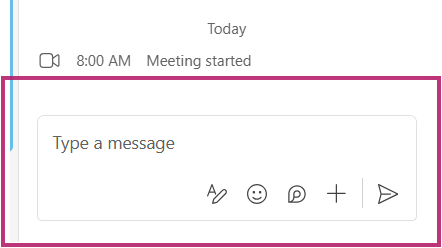 Today
8:00 AM Meeting started
Type a message